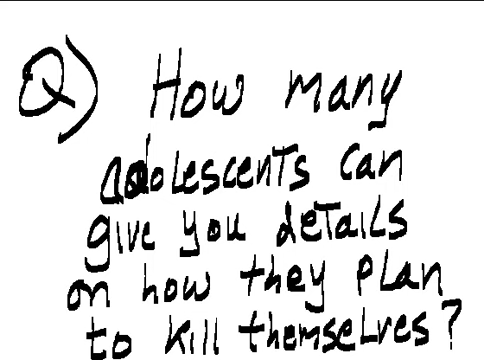 Q) How many
adolescents can
give you details
on how they plan
to kill themselves?